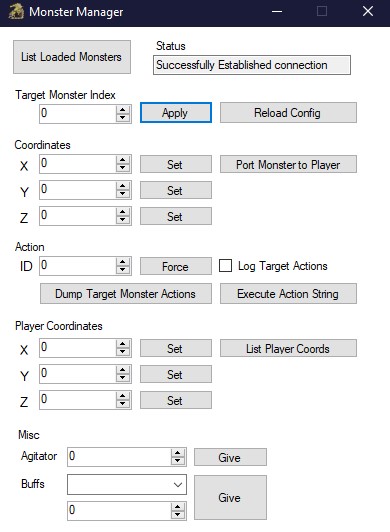 Monster Manager
List Loaded Monsters
Status
Successfully Established connection
Target Monster Index
0 Apply Reload Config
Coordinates
X 0 Set Port Monster to Player
Y 0 Set
Z 0 Set
Action
ID 0 Force Log Target Actions
Dump Target Monster Actions Execute Action String
Player Coordinates
X 0 Set List Player Coords
Y 0 Set
Z 0 Set
Misc
Agitator 0 Give
Buffs
Give
0